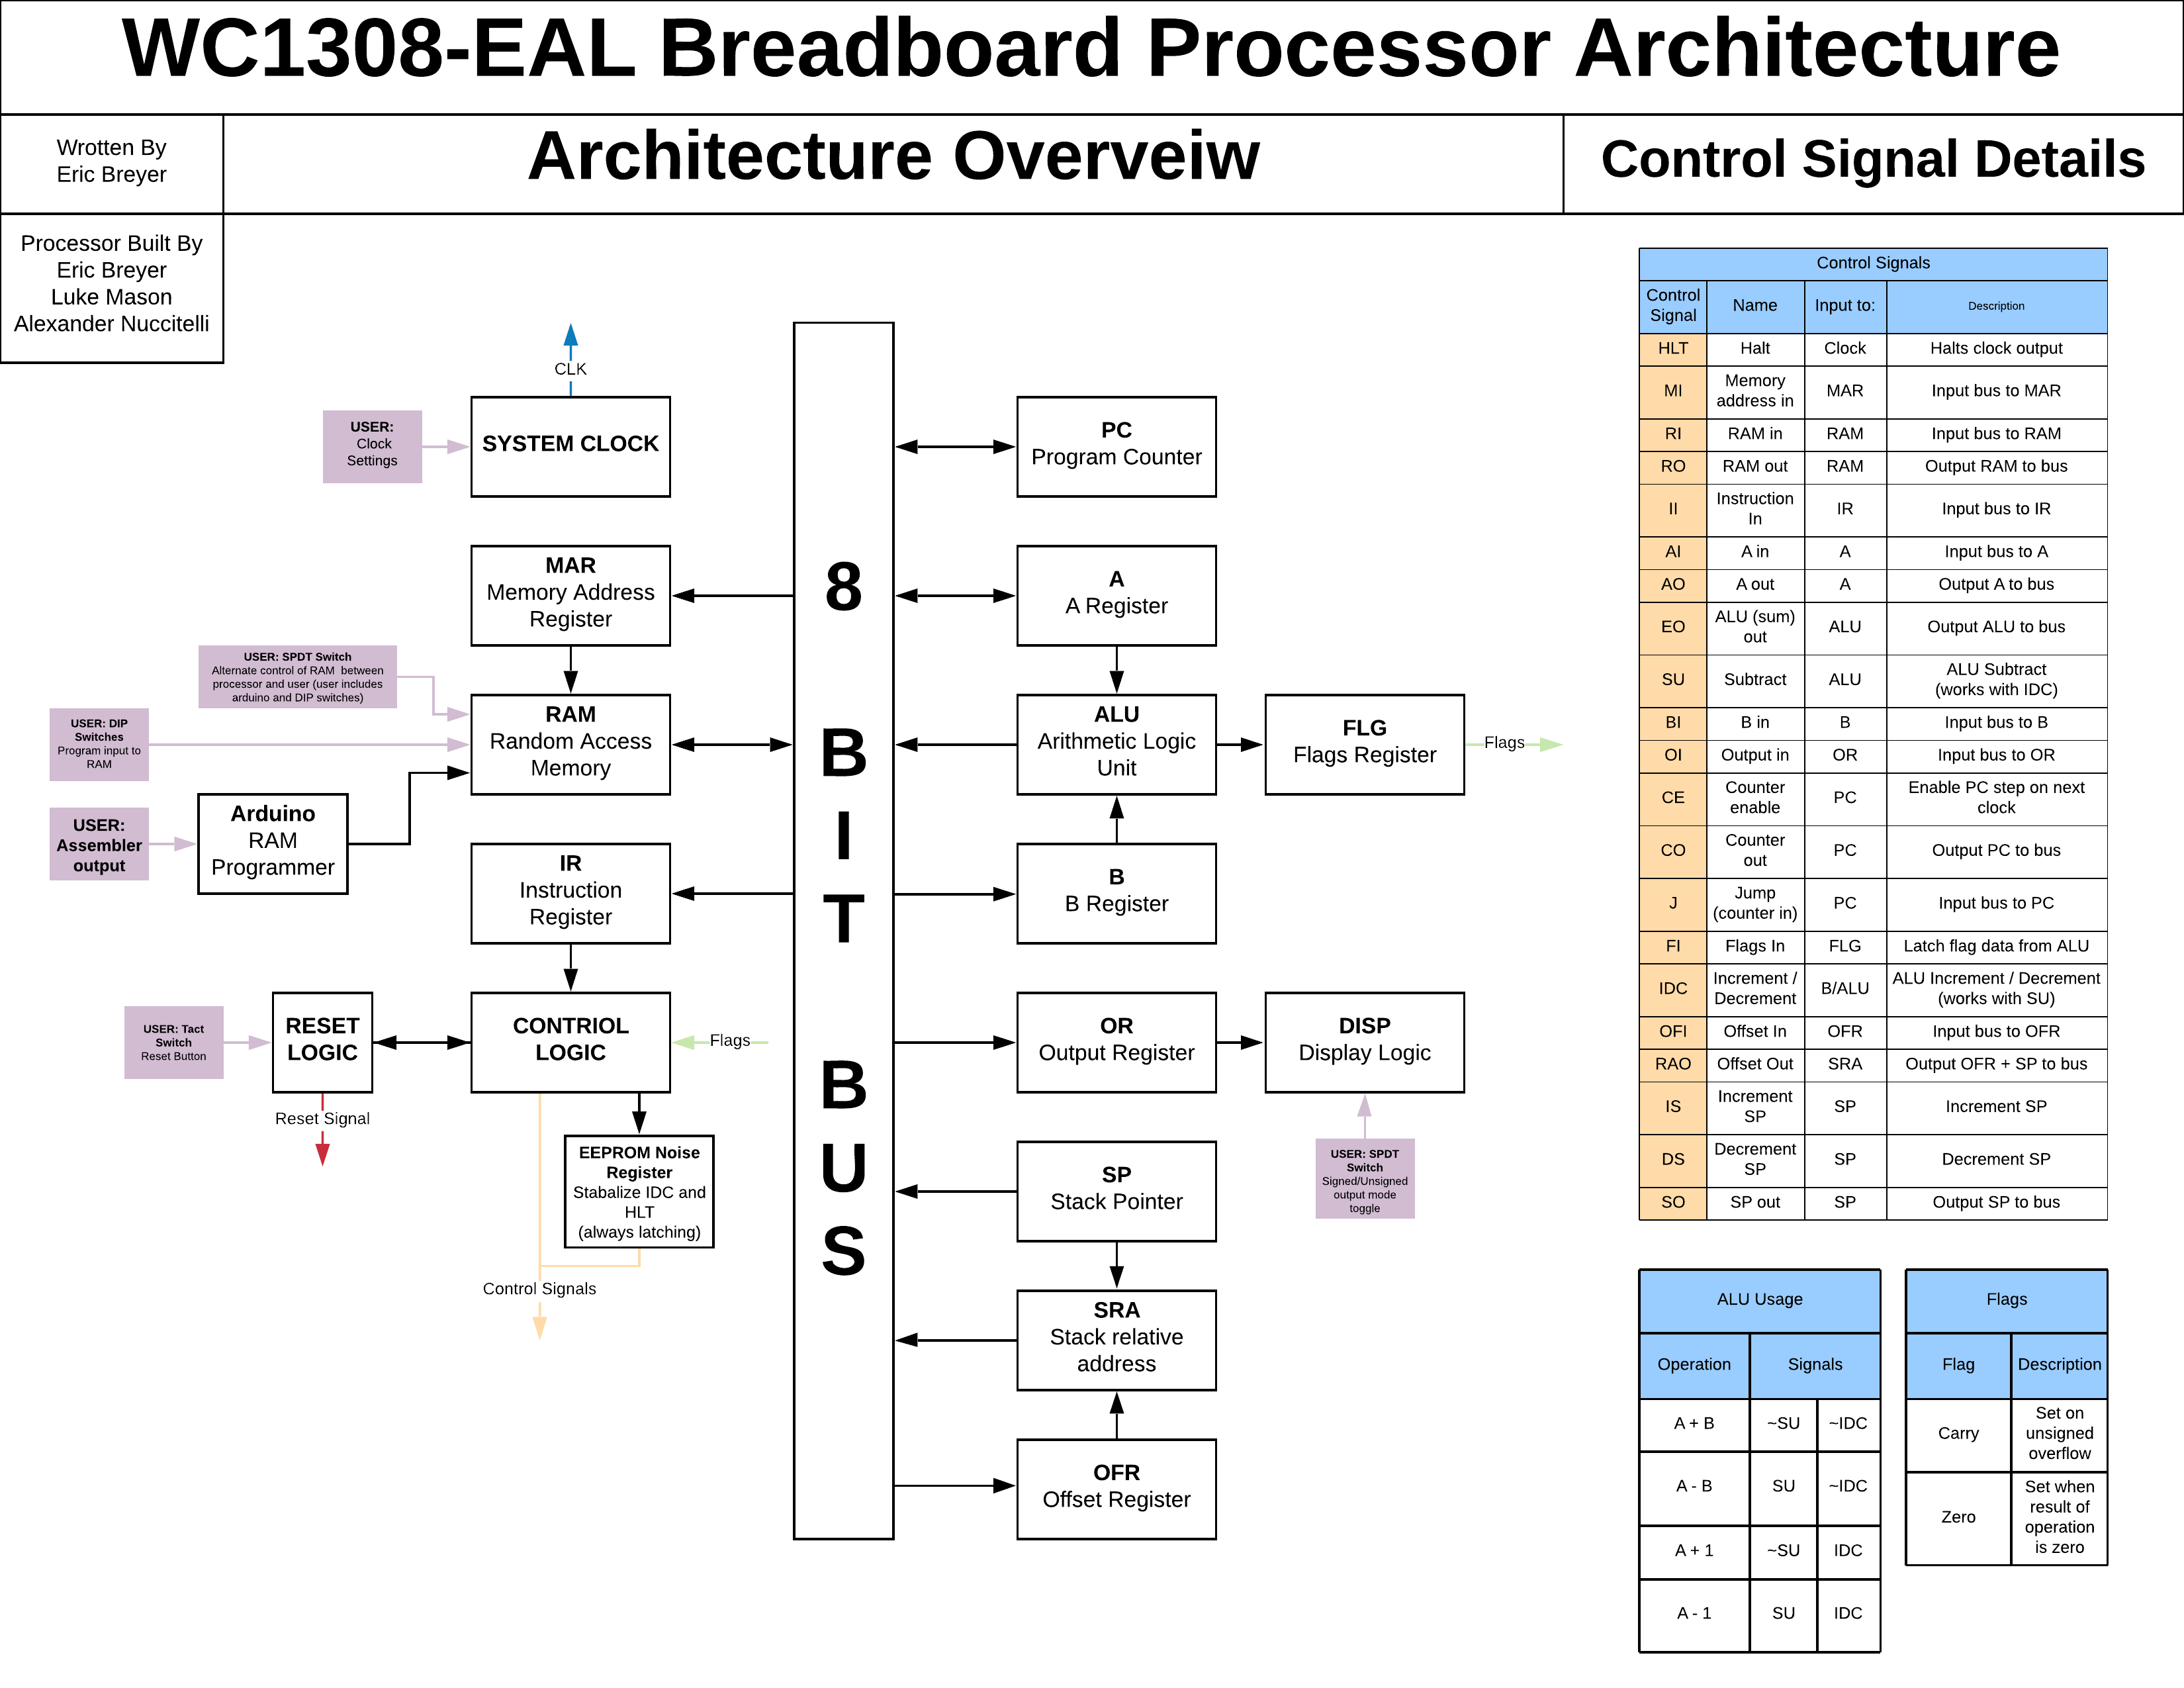 WC1308-EAL Breadboard Processor Architecture
Wrotten By
Eric Breyer
Architecture Overveiw
Control Signal Details
Processor Built By
Eric Breyer
Luke Mason
Alexander Nuccitelli
CLK
USER:
Clock
Settings
SYSTEM CLOCK
MAR
Memory Address
Register
USER: SPDT Switch
Alternate control of RAM between
processor and user (user includes
arduino and DIP switches)
USER: DIP
Switches
Program input to
RAM
RAM
Random Access
Memory
USER:
Assembler
output
Arduino
RAM
Programmer
IR
Instruction
Register
USER: Tact
Switch
Reset Button
RESET
LOGIC
CONTRIOL
LOGIC
Flags
Reset Signal
EEPROM Noise
Register
Stabalize IDC and
HLT
(always latching)
Control Signals
8
B
I
T
B
U
S
PC
Program Counter
A
A Register
ALU
Arithmetic Logic
Unit
FLG
Flags Register
Flags
B
B Register
OR
Output Register
DISP
Display Logic
USER: SPDT
Switch
Signed/Unsigned
output mode
toggle
SP
Stack Pointer
SRA
Stack relative
address
OFR
Offset Register
Control Signals
Control
Signal
Name
Input to:
Description
HLT Halt Clock Halts clock output
MI
Memory
address in
MAR
Input bus to MAR
RI RAM in RAM Input bus to RAM
RO RAM out RAM Output RAM to bus
II
Instruction
In
IR
Input bus to IR
AI A in A Input bus to A
AO A out A Output A to bus
EO
ALU (sum)
out
ALU
Output ALU to bus
SU
Subtract
ALU
ALU Subtract
(works with IDC)
BI B in B Input bus to B
OI Output in OR Input bus to OR
CE
Counter
enable
PC
Enable PC step on next
clock
CO
Counter
out
PC
Output PC to bus
J
Jump
(counter in)
PC
Input bus to PC
FI Flags In FLG Latch flag data from ALU
IDC
Increment /
Decrement
B/ALU
ALU Increment / Decrement
(works with SU)
OFI Offset In OFR Input bus to OFR
RAO Offset Out SRA Output OFR + SP to bus
IS
Increment
SP
SP
Increment SP
DS
Decrement
SP
SP
Decrement SP
SO SP out SP Output SP to bus
ALU Usage
Operation Signals
A + B ~SU ~IDC
A - B SU ~IDC
A + 1 ~SU IDC
A - 1 SU IDC
Flags
Flag Description
Carry
Set on
unsigned
overflow
Zero
Set when
result of
operation
is zero